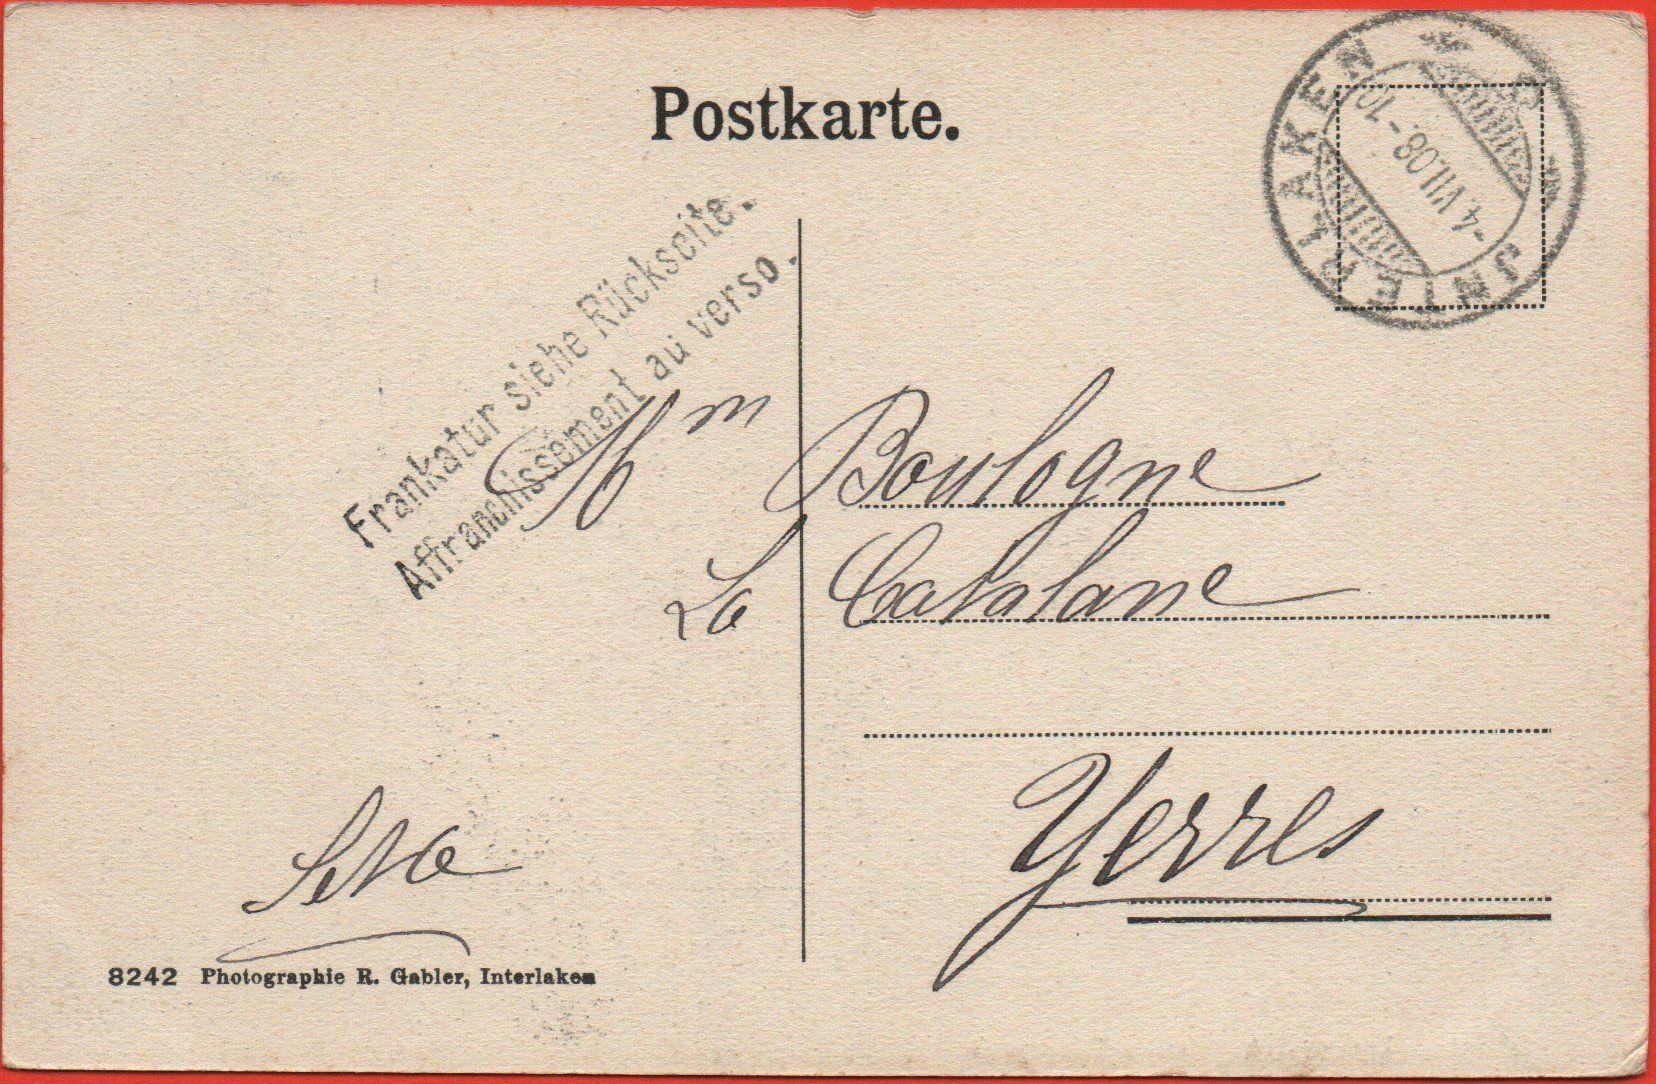 Postkarte.
INTERLAKEN
-4.VII.08.-10
Frankatur siehe Rückseite.
Affranchissement au verso.
Mm Boulogne
La Catalane
Yerres
8242 Photographie R. Gabler, Interlaken